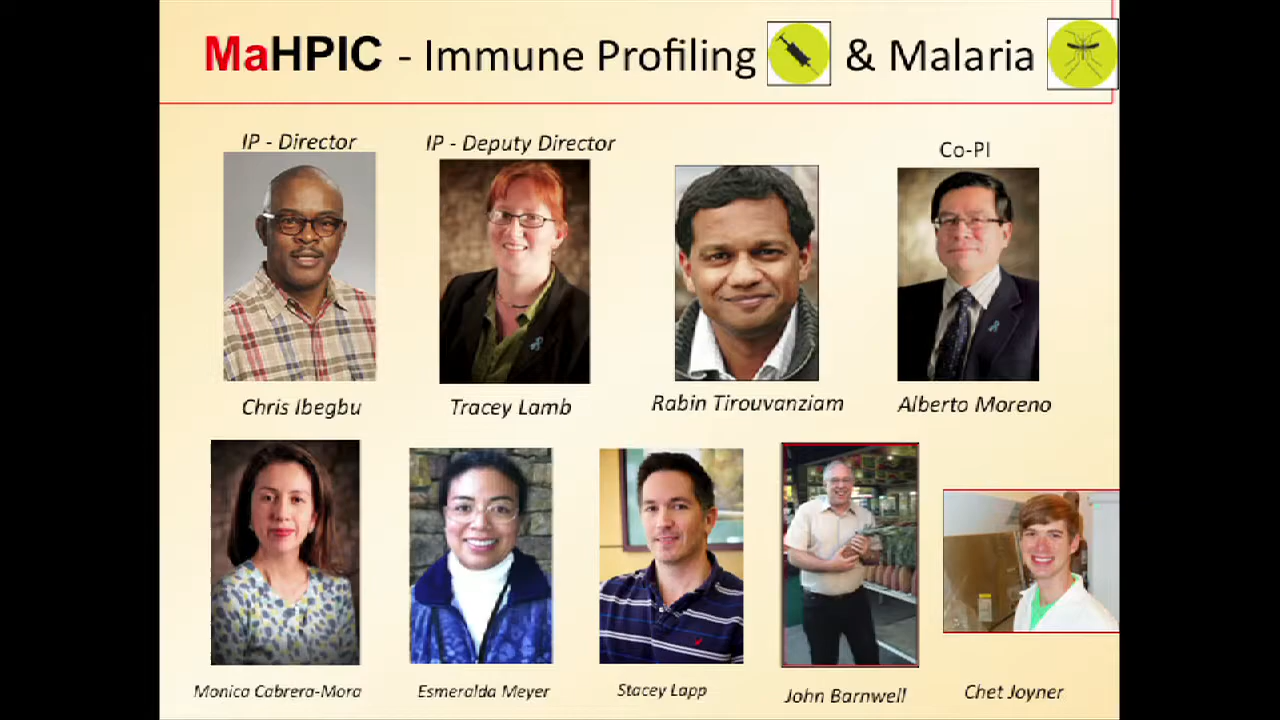 MaHPIC - Immune Profiling & Malaria
IP - Director
IP - Deputy Director
Co-PI
Chris Ibegbu
Tracey Lamb
Rabin Tirouvanziam
Alberto Moreno
Monica Cabrera-Mora
Esmeralda Meyer
Stacey Lapp
John Barnwell
Chet Joyner